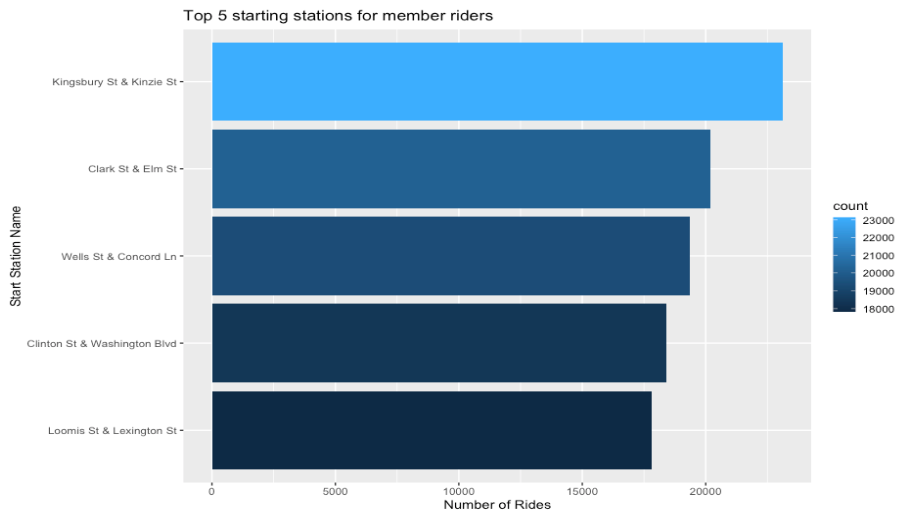 Top 5 starting stations for member riders
Start Station Name
Kingsbury St & Kinzie St
Clark St & Elm St
Wells St & Concord Ln
Clinton St & Washington Blvd
Loomis St & Lexington St
0 5000 10000 15000 20000
Number of Rides
count
23000
22000
21000
20000
19000
18000